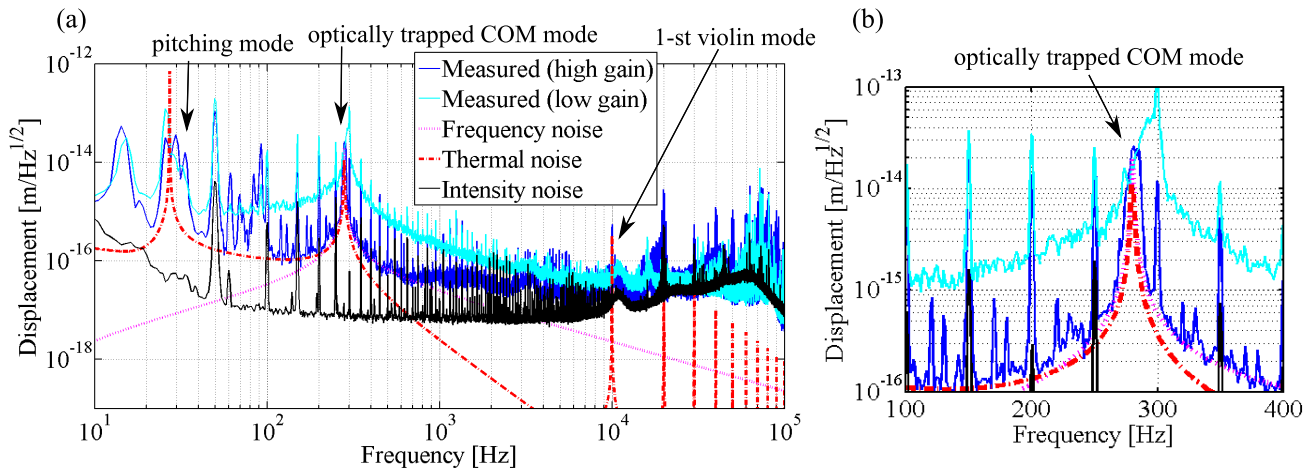 (a)
pitching mode
optically trapped COM mode
1-st violin mode
Measured (high gain)
Measured (low gain)
Frequency noise
Thermal noise
Intensity noise
Displacement [m/Hz^1/2]
10^-12
10^-14
10^-16
10^-18
10^1
10^2
10^3
10^4
10^5
Frequency [Hz]
(b)
optically trapped COM mode
Displacement [m/Hz^1/2]
10^-13
10^-14
10^-15
10^-16
100
200
300
400
Frequency [Hz]